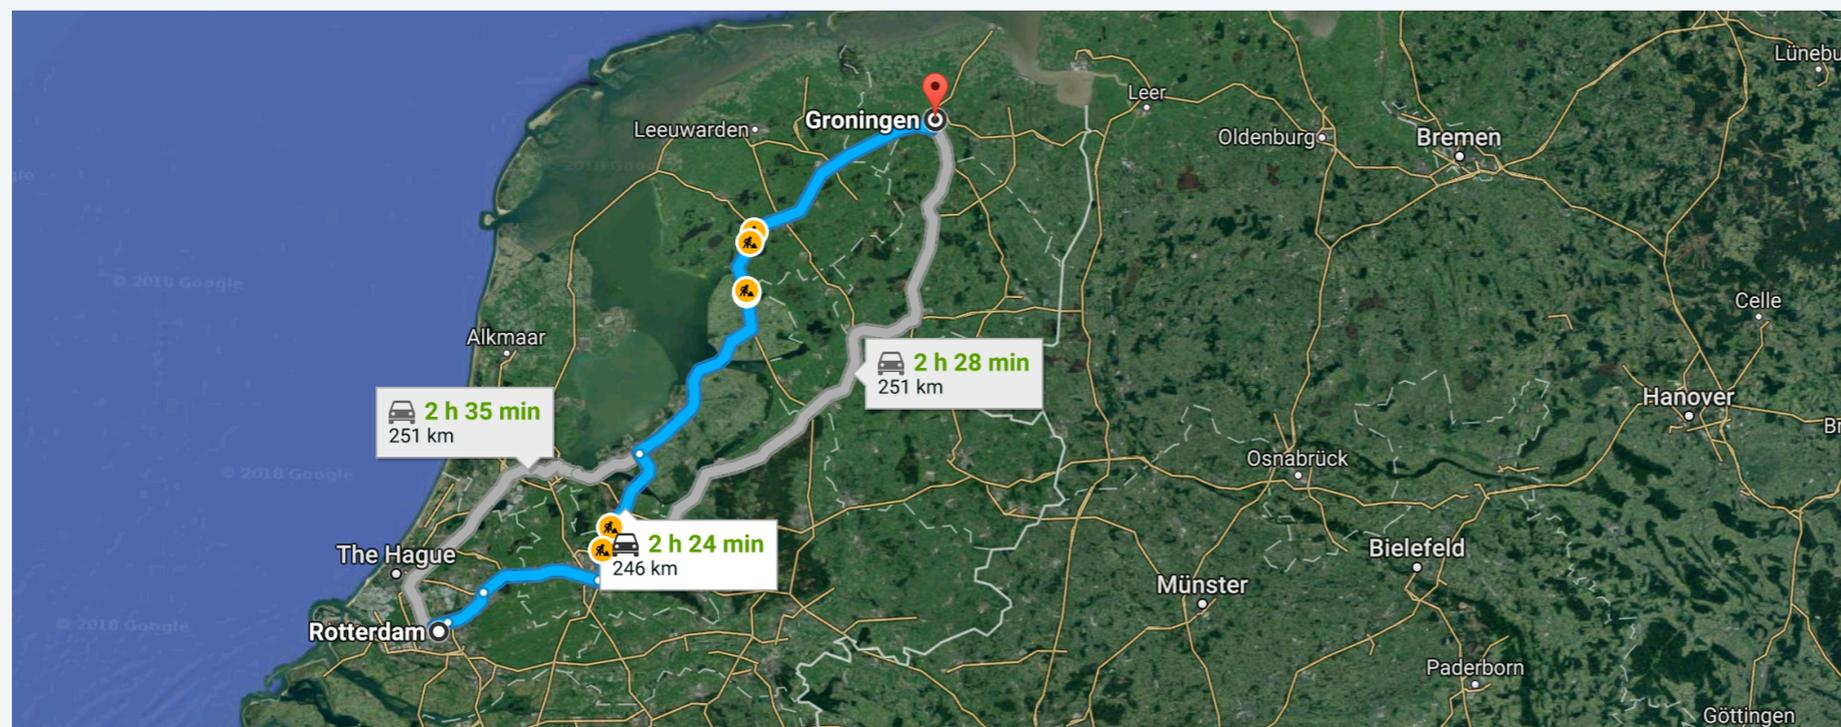 Lünebu
Leer
Groningen
Leeuwarden
Oldenburg
Bremen
© 2018 Google
Celle
Alkmaar
2 h 28 min
251 km
Hanover
2 h 35 min
251 km
Br
Osnabrück
© 2018 Google
2 h 24 min
246 km
The Hague
Bielefeld
Münster
© 2018 Google
Rotterdam
Paderborn
Göttingen